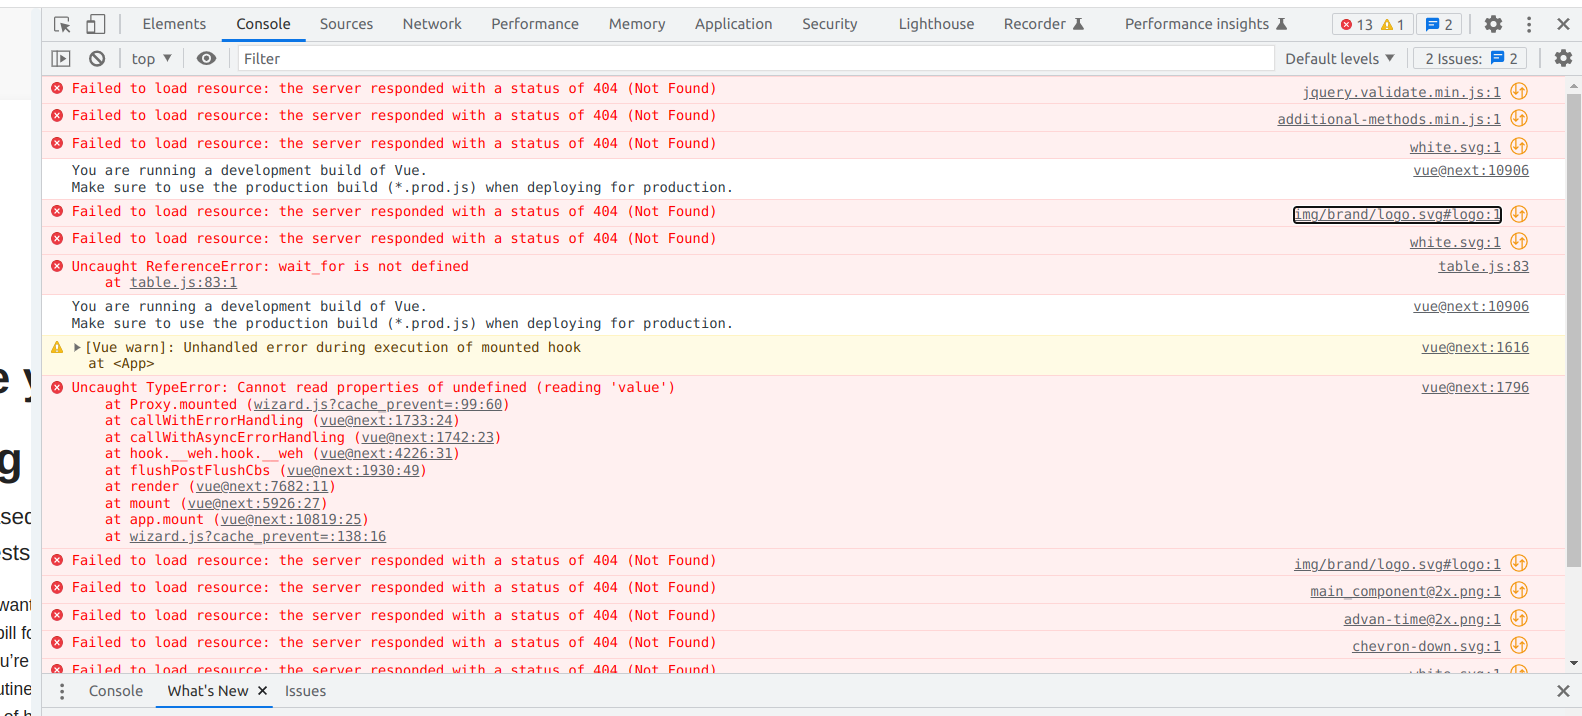 Elements Console Sources Network Performance Memory Application Security Lighthouse Recorder Performance insights 13 1 2
top Filter Default levels 2 Issues: 2
Failed to load resource: the server responded with a status of 404 (Not Found) jquery.validate.min.js:1
Failed to load resource: the server responded with a status of 404 (Not Found) additional-methods.min.js:1
Failed to load resource: the server responded with a status of 404 (Not Found) white.svg:1
You are running a development build of Vue. vue@next:10906
Make sure to use the production build (*.prod.js) when deploying for production.
Failed to load resource: the server responded with a status of 404 (Not Found) img/brand/logo.svg#logo:1
Failed to load resource: the server responded with a status of 404 (Not Found) white.svg:1
Uncaught ReferenceError: wait_for is not defined table.js:83
at table.js:83:1
You are running a development build of Vue. vue@next:10906
Make sure to use the production build (*.prod.js) when deploying for production.
[Vue warn]: Unhandled error during execution of mounted hook vue@next:1616
at <App>
Uncaught TypeError: Cannot read properties of undefined (reading 'value') vue@next:1796
at Proxy.mounted (wizard.js?cache_prevent=:99:60)
at callWithErrorHandling (vue@next:1733:24)
at callWithAsyncErrorHandling (vue@next:1742:23)
at hook.__weh.hook.__weh (vue@next:4226:31)
at flushPostFlushCbs (vue@next:1930:49)
at render (vue@next:7682:11)
at mount (vue@next:5926:27)
at app.mount (vue@next:10819:25)
at wizard.js?cache_prevent=:138:16
Failed to load resource: the server responded with a status of 404 (Not Found) img/brand/logo.svg#logo:1
Failed to load resource: the server responded with a status of 404 (Not Found) main_component@2x.png:1
Failed to load resource: the server responded with a status of 404 (Not Found) advan-time@2x.png:1
Failed to load resource: the server responded with a status of 404 (Not Found) chevron-down.svg:1
Failed to load resource: the server responded with a status of 404 (Not Found) white.svg:1
Console What's New Issues